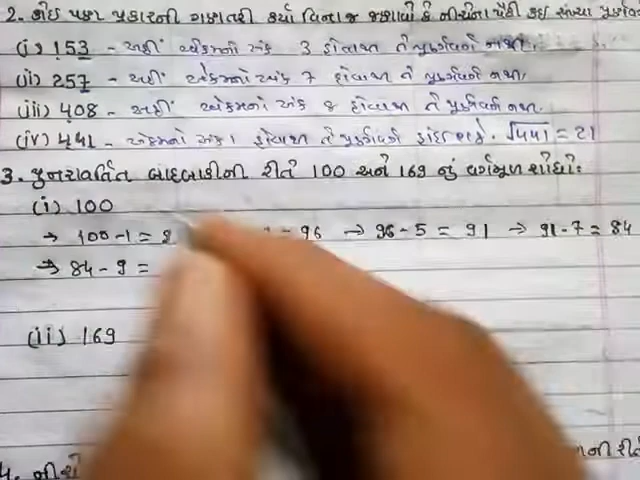 2. કોઈ પણ પ્રકારની ગણતરી કર્યા વિના જ જણાવો કે નીચેના પૈકી કઇ સંખ્યા
(i) 153 - અહીં એકમનો અંક 3 હોવાથી તે પૂર્ણવર્ગ નથી.
(ii) 257 - અહીં એકમનો અંક 7 હોવાથી તે પૂર્ણવર્ગ નથી.
(iii) 408 - અહીં એકમનો અંક 8 હોવાથી તે પૂર્ણવર્ગ નથી.
(iv) 441 - એકમનો અંક 1 હોવાથી તે પૂર્ણવર્ગ હોઇ શકે. √441 = 21
3. પુનરાવર્તિત બાદબાકીની રીતે 100 અને 169 નું વર્ગમૂળ શોધો:
(i) 100
→ 100-1 = 9 = 96 → 96-5 = 91 → 91-7 = 84
→ 84-9 =
(ii) 169
4. ની રીતે